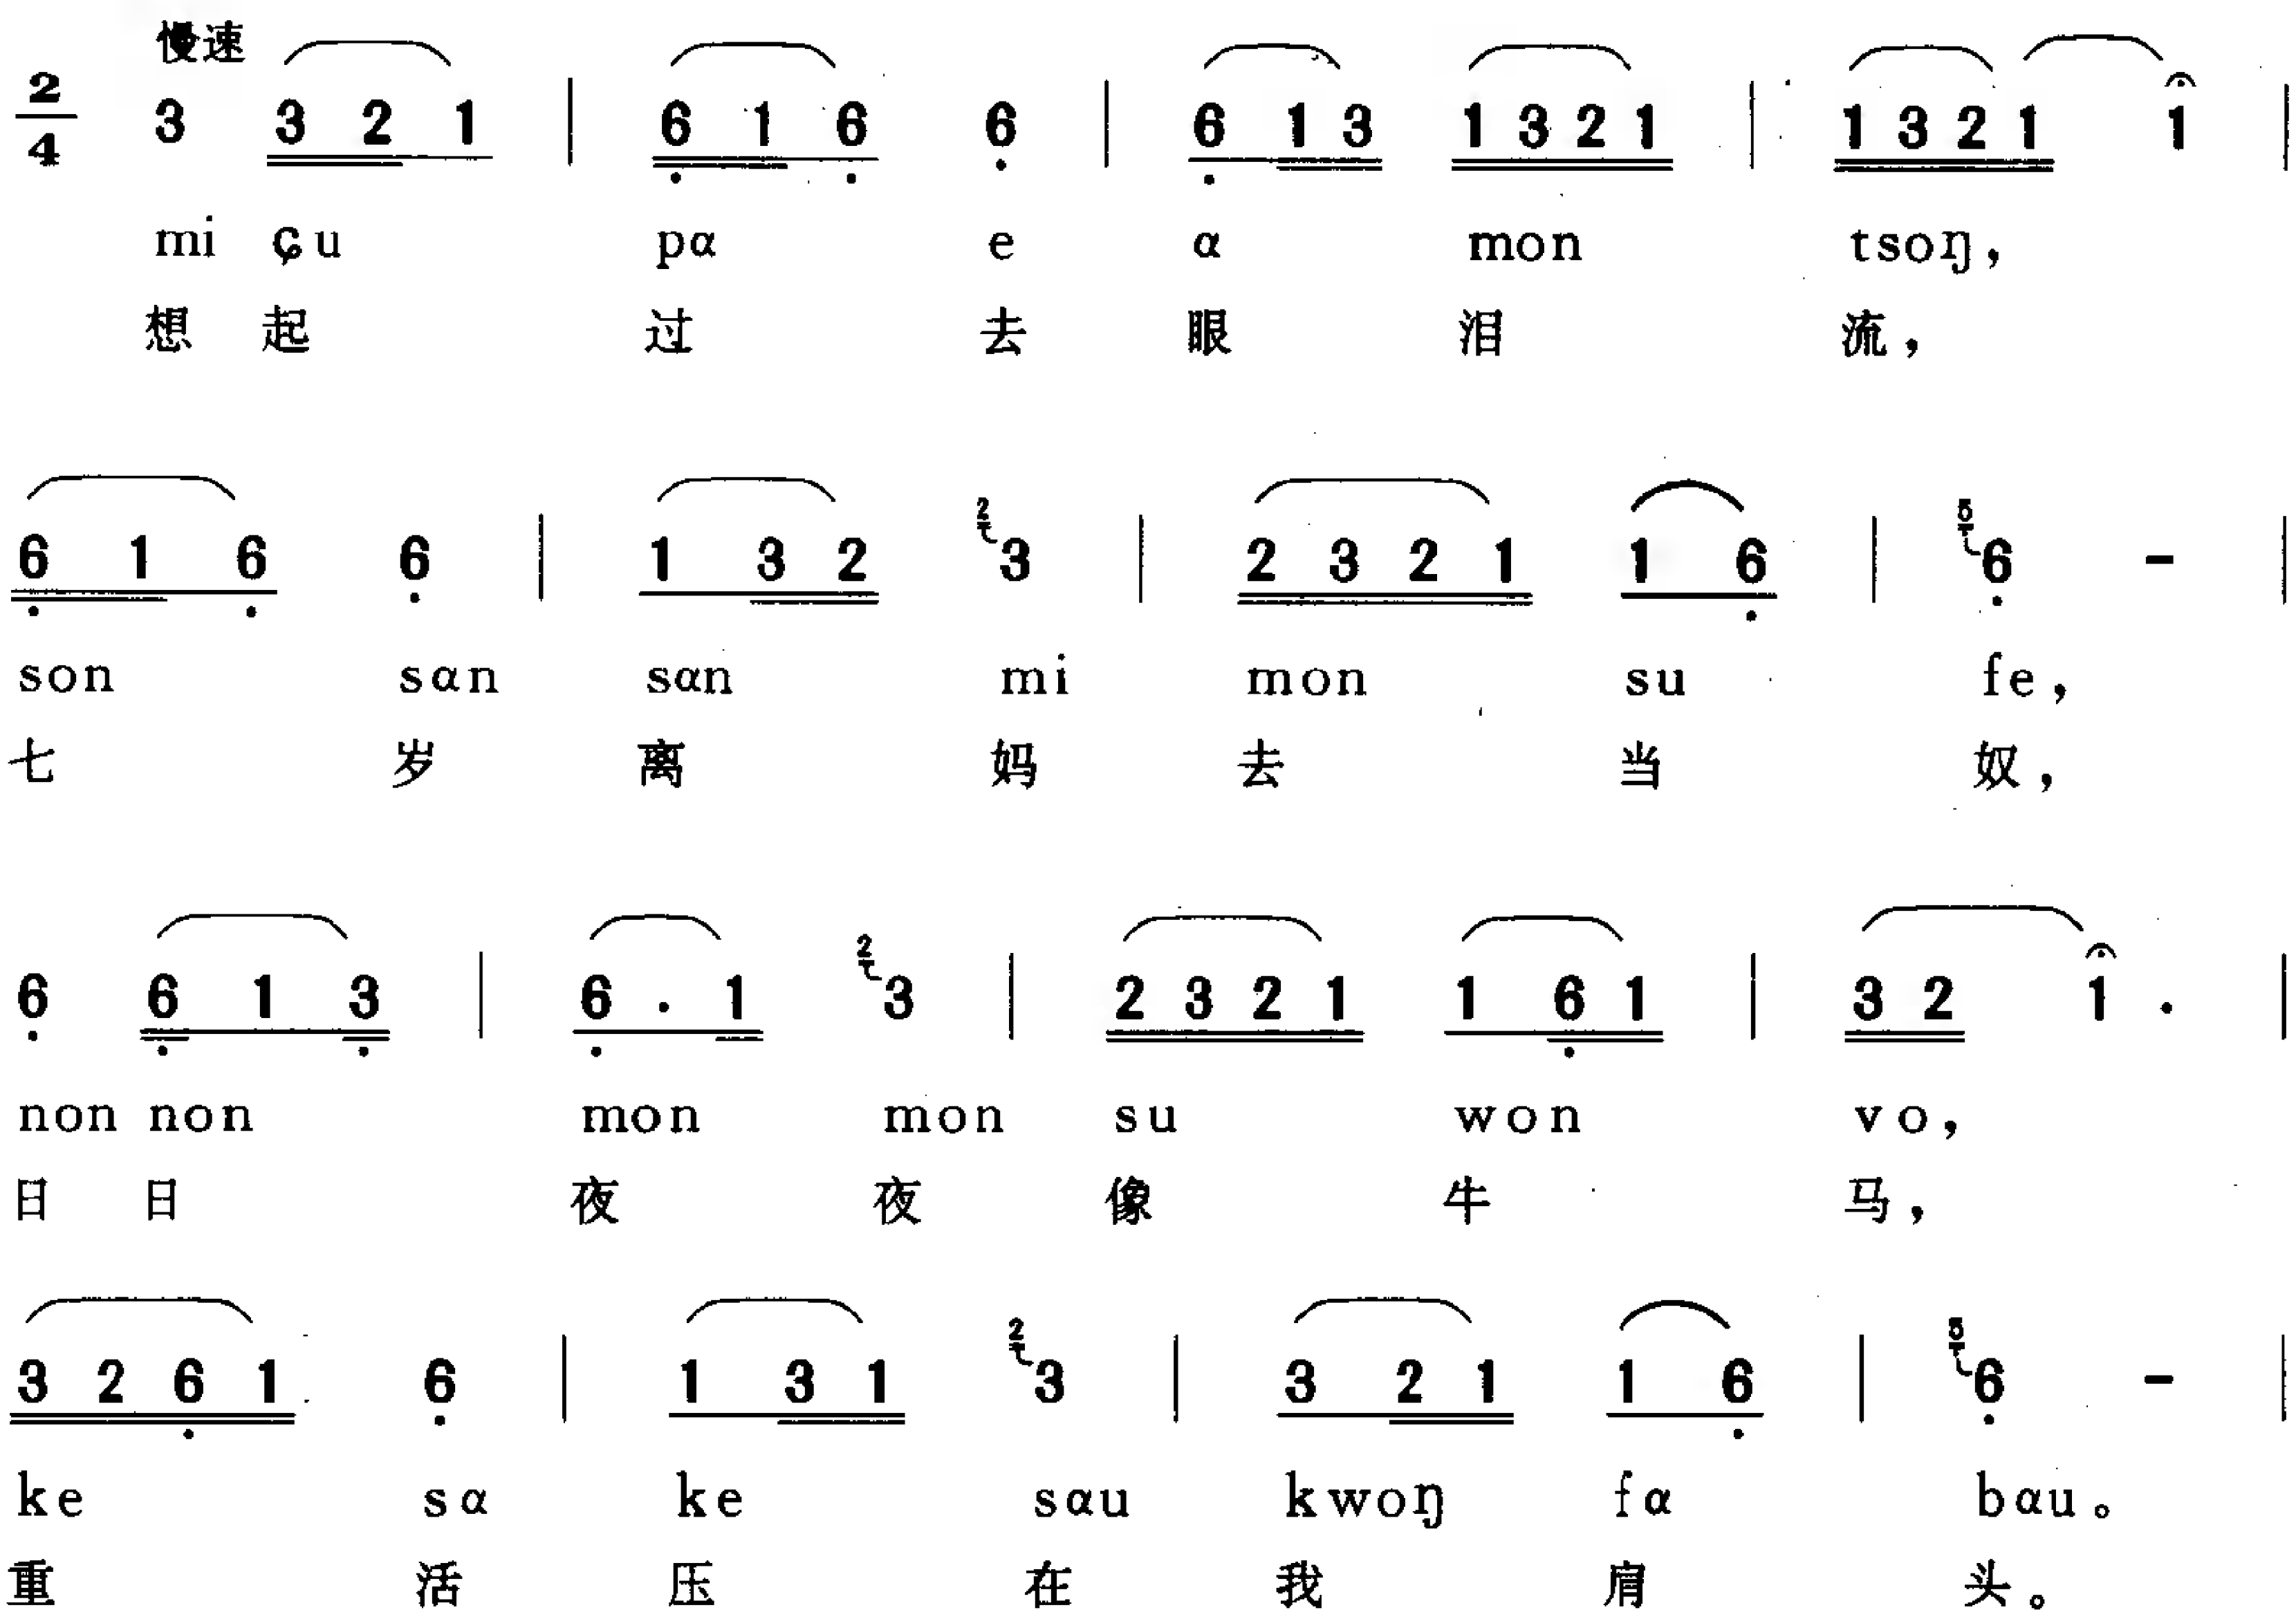 慢速
2/4 3 3 2 1 | 6̣ 1 6̣ 6̣ | 6̣ 1 3 1 3 2 1 | 1 3 2 1 1 |
mi ɕu pɑ e ɑ mon tsoŋ,
想 起 过 去 眼 泪 流，
6̣ 1 6̣ 6̣ | 1 3 2 2 3 | 2 3 2 1 1 6̣ | 5 6̣ - |
son sɑn sɑn mi mon su fe,
七 岁 离 妈 去 当 奴，
6̣ 6̣ 1 3̣ | 6̣ . 1 2 3 | 2 3 2 1 1 6̣ 1 | 3 2 1 . |
non non mon mon su won vo,
日 日 夜 夜 像 牛 马，
3 2 6̣ 1 6̣ | 1 3 1 2 3 | 3 2 1 1 6̣ | 5 6̣ - |
ke sɑ ke sɑu kwoŋ fɑ bɑu。
重 活 压 在 我 肩 头。